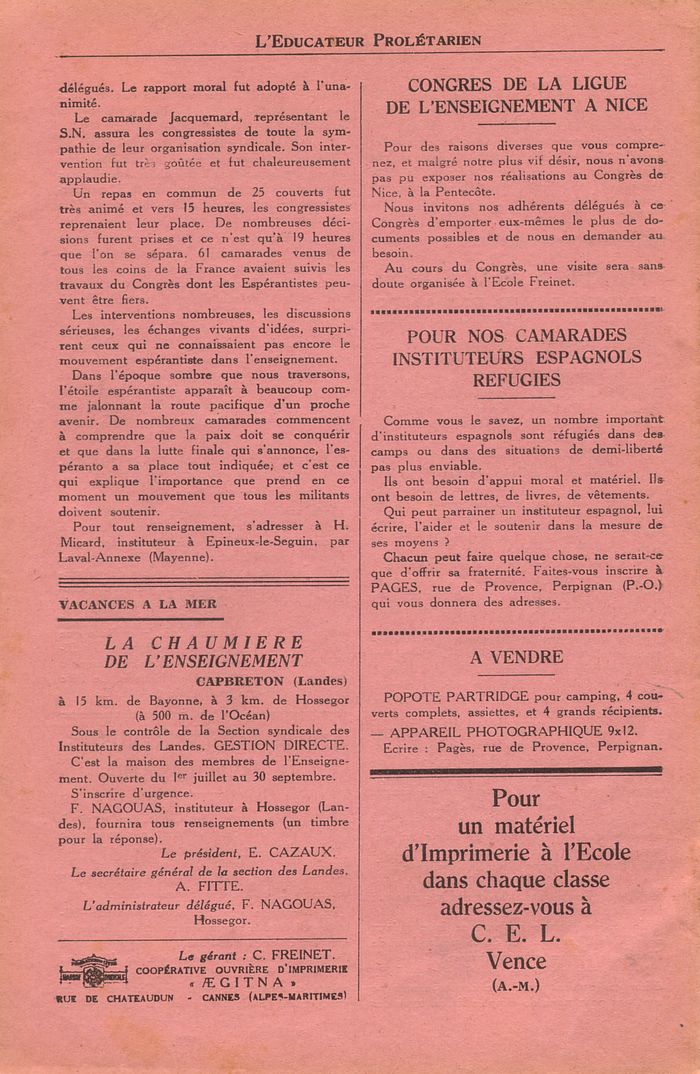 L'EDUCATEUR PROLÉTARIEN
délégués. Le rapport moral fut adopté à l'una-
nimité.
Le camarade Jacquemard, représentant le
S.N. assura les congressistes de toute la sym-
pathie de leur organisation syndicale. Son inter-
vention fut très goûtée et fut chaleureusement
applaudie.
Un repas en commun de 25 couverts fut
très animé et vers 15 heures, les congressistes
reprenaient leur place. De nombreuses déci-
sions furent prises et ce n'est qu'à 19 heures
que l'on se sépara. 61 camarades venus de
tous les coins de la France avaient suivis les
travaux du Congrès dont les Espérantistes peu-
vent être fiers.
Les interventions nombreuses, les discussions
sérieuses, les échanges vivants d'idées, surpri-
rent ceux qui ne connaissaient pas encore le
mouvement espérantiste dans l'enseignement.
Dans l'époque sombre que nous traversons,
l'étoile espérantiste apparaît à beaucoup com-
me jalonnant la route pacifique d'un proche
avenir. De nombreux camarades commencent
à comprendre que la paix doit se conquérir
et que dans la lutte finale qui s'annonce, l'es-
péranto a sa place tout indiquée; et c'est ce
qui explique l'importance que prend en ce
moment un mouvement que tous les militants
doivent soutenir.
Pour tout renseignement, s'adresser à H.
Micard, instituteur à Epineux-le-Seguin, par
Laval-Annexe (Mayenne).
VACANCES A LA MER
LA CHAUMIERE
DE L'ENSEIGNEMENT
CAPBRETON (Landes)
à 15 km. de Bayonne, à 3 km. de Hossegor
(à 500 m. de l'Océan)
Sous le contrôle de la Section syndicale des
Instituteurs des Landes. GESTION DIRECTE.
C'est la maison des membres de l'Enseigne-
ment. Ouverte du 1er juillet au 30 septembre.
S'inscrire d'urgence.
F. NAGOUAS, instituteur à Hossegor (Lan-
des), fournira tous renseignements (un timbre
pour la réponse).
Le président, E. CAZAUX.
Le secrétaire général de la section des Landes,
A. FITTE.
L'administrateur délégué, F. NAGOUAS,
Hossegor.
Le gérant : C. FREINET.
COOPÉRATIVE OUVRIÈRE D'IMPRIMERIE
« ÆGITNA »
RUE DE CHATEAUDUN - CANNES (ALPES-MARITIMES)
CONGRES DE LA LIGUE
DE L'ENSEIGNEMENT A NICE
Pour des raisons diverses que vous compre-
nez, et malgré notre plus vif désir, nous n'avons
pas pu exposer nos réalisations au Congrès de
Nice, à la Pentecôte.
Nous invitons nos adhérents délégués à ce
Congrès d'emporter eux-mêmes le plus de do-
cuments possibles et de nous en demander au
besoin.
Au cours du Congrès, une visite sera sans
doute organisée à l'Ecole Freinet.
POUR NOS CAMARADES
INSTITUTEURS ESPAGNOLS
REFUGIES
Comme vous le savez, un nombre important
d'instituteurs espagnols sont réfugiés dans des
camps ou dans des situations de demi-liberté
pas plus enviable.
Ils ont besoin d'appui moral et matériel. Ils
ont besoin de lettres, de livres, de vêtements.
Qui peut parrainer un instituteur espagnol, lui
écrire, l'aider et le soutenir dans la mesure de
ses moyens ?
Chacun peut faire quelque chose, ne serait-ce
que d'offrir sa fraternité. Faites-vous inscrire à
PAGES, rue de Provence, Perpignan (P.-O.)
qui vous donnera des adresses.
A VENDRE
POPOTE PARTRIDGE pour camping, 4 cou-
verts complets, assiettes, et 4 grands récipients.
— APPAREIL PHOTOGRAPHIQUE 9x12.
Ecrire : Pagès, rue de Provence, Perpignan.
Pour
un matériel
d'Imprimerie à l'Ecole
dans chaque classe
adressez-vous à
C. E. L.
Vence
(A.-M.)